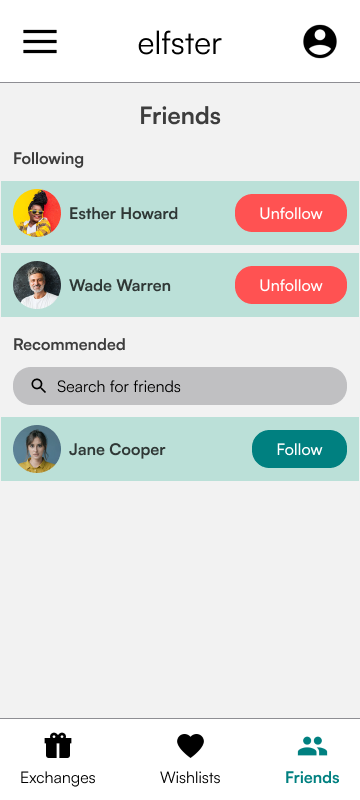 elfster
Friends
Following
Esther Howard
Unfollow
Wade Warren
Unfollow
Recommended
Search for friends
Jane Cooper
Follow
Exchanges
Wishlists
Friends